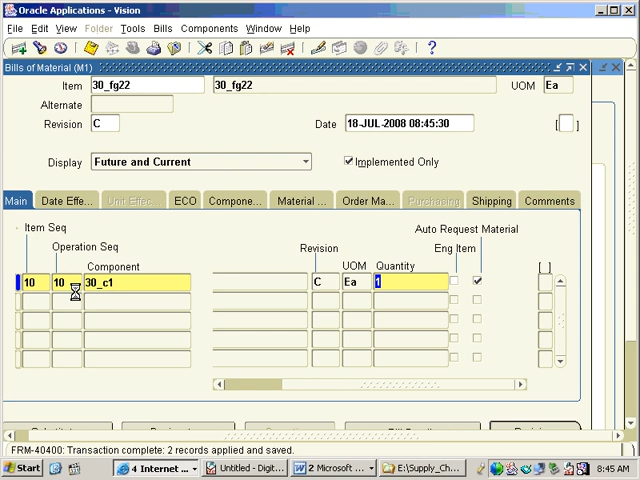 Oracle Applications - Vision
File Edit View Folder Tools Bills Components Window Help
Bills of Material (M1)
Item 30_fg22 30_fg22 UOM Ea
Alternate
Revision C Date 18-JUL-2008 08:45:30 [ ]
Display Future and Current Implemented Only
Main Date Effe... Unit Effec... ECO Compone... Material ... Order Ma... Purchasing Shipping Comments
Auto Request Material
Item Seq
Operation Seq Revision Eng Item
Component UOM Quantity [ ]
10 10 30_c1 C Ea 1
FRM-40400: Transaction complete: 2 records applied and saved.
Start 4 Internet ... Untitled - Digit... 2 Microsoft ... E:\Supply_Ch... 8:45 AM